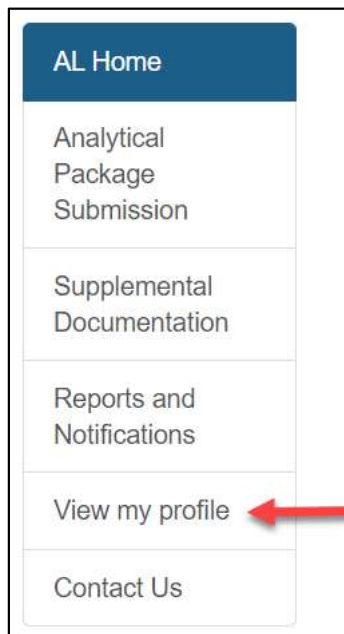 AL Home
Analytical
Package
Submission
Supplemental
Documentation
Reports and
Notifications
View my profile
Contact Us